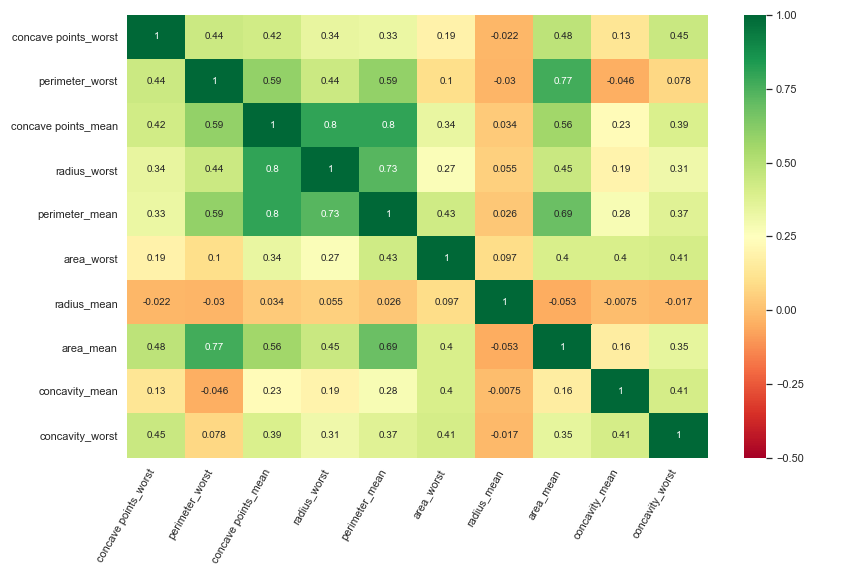 concave points_worst 1 0.44 0.42 0.34 0.33 0.19 -0.022 0.48 0.13 0.45
perimeter_worst 0.44 1 0.59 0.44 0.59 0.1 -0.03 0.77 -0.046 0.078
concave points_mean 0.42 0.59 1 0.8 0.8 0.34 0.034 0.56 0.23 0.39
radius_worst 0.34 0.44 0.8 1 0.73 0.27 0.055 0.45 0.19 0.31
perimeter_mean 0.33 0.59 0.8 0.73 1 0.43 0.026 0.69 0.28 0.37
area_worst 0.19 0.1 0.34 0.27 0.43 1 0.097 0.4 0.4 0.41
radius_mean -0.022 -0.03 0.034 0.055 0.026 0.097 1 -0.053 -0.0075 -0.017
area_mean 0.48 0.77 0.56 0.45 0.69 0.4 -0.053 1 0.16 0.35
concavity_mean 0.13 -0.046 0.23 0.19 0.28 0.4 -0.0075 0.16 1 0.41
concavity_worst 0.45 0.078 0.39 0.31 0.37 0.41 -0.017 0.35 0.41 1
concave points_worst
perimeter_worst
concave points_mean
radius_worst
perimeter_mean
area_worst
radius_mean
area_mean
concavity_mean
concavity_worst
1.00
0.75
0.50
0.25
0.00
−0.25
−0.50